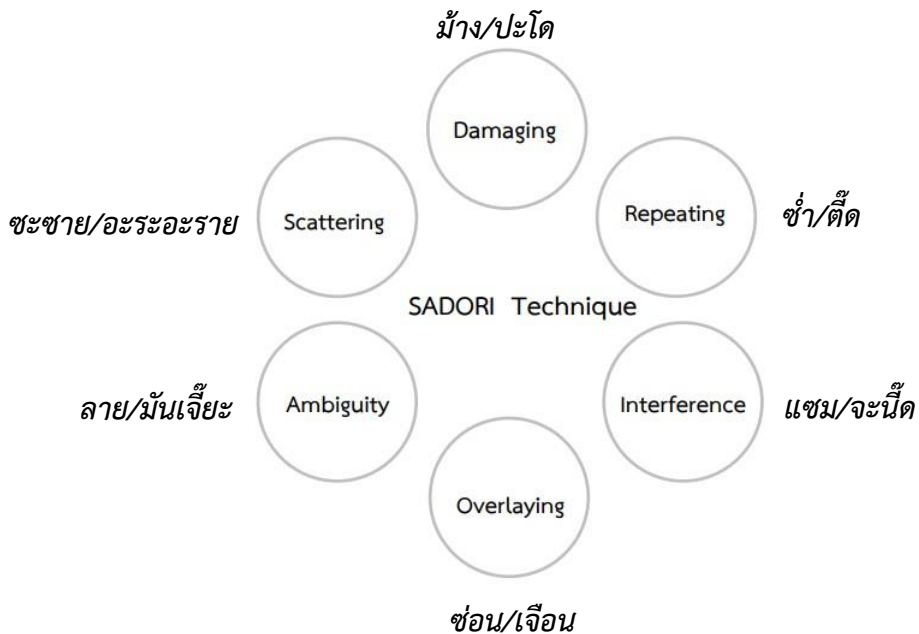 ม้าง/ปะโด
Damaging
ซะซาย/อะระอะราย
Scattering
Repeating
ซ้ำ/ตี๊ด
SADORI Technique
ลาย/มันเจี๊ยะ
Ambiguity
Interference
แซม/จะนี๊ด
Overlaying
ซ่อน/เจือน